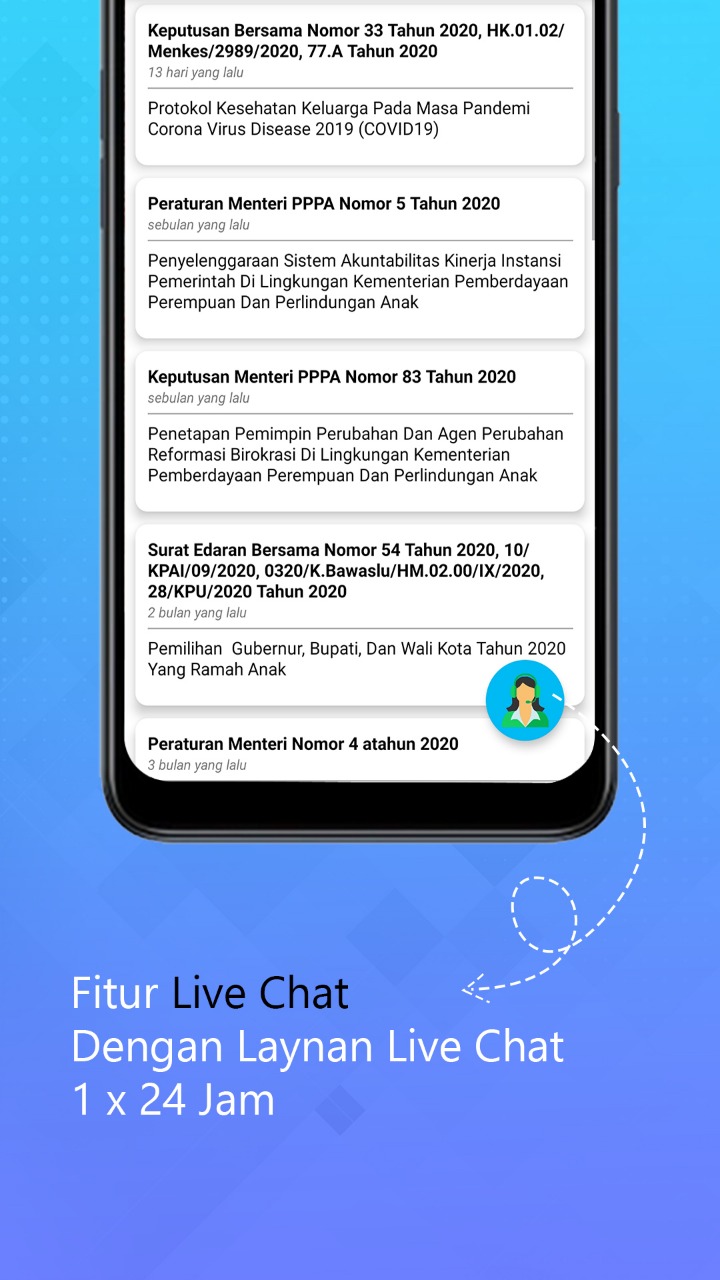 Keputusan Bersama Nomor 33 Tahun 2020, HK.01.02/
Menkes/2989/2020, 77.A Tahun 2020
13 hari yang lalu
Protokol Kesehatan Keluarga Pada Masa Pandemi
Corona Virus Disease 2019 (COVID19)
Peraturan Menteri PPPA Nomor 5 Tahun 2020
sebulan yang lalu
Penyelenggaraan Sistem Akuntabilitas Kinerja Instansi
Pemerintah Di Lingkungan Kementerian Pemberdayaan
Perempuan Dan Perlindungan Anak
Keputusan Menteri PPPA Nomor 83 Tahun 2020
sebulan yang lalu
Penetapan Pemimpin Perubahan Dan Agen Perubahan
Reformasi Birokrasi Di Lingkungan Kementerian
Pemberdayaan Perempuan Dan Perlindungan Anak
Surat Edaran Bersama Nomor 54 Tahun 2020, 10/
KPAI/09/2020, 0320/K.Bawaslu/HM.02.00/IX/2020,
28/KPU/2020 Tahun 2020
2 bulan yang lalu
Pemilihan  Gubernur, Bupati, Dan Wali Kota Tahun 2020
Yang Ramah Anak
Peraturan Menteri Nomor 4 atahun 2020
3 bulan yang lalu
Fitur Live Chat
Dengan Laynan Live Chat
1 x 24 Jam